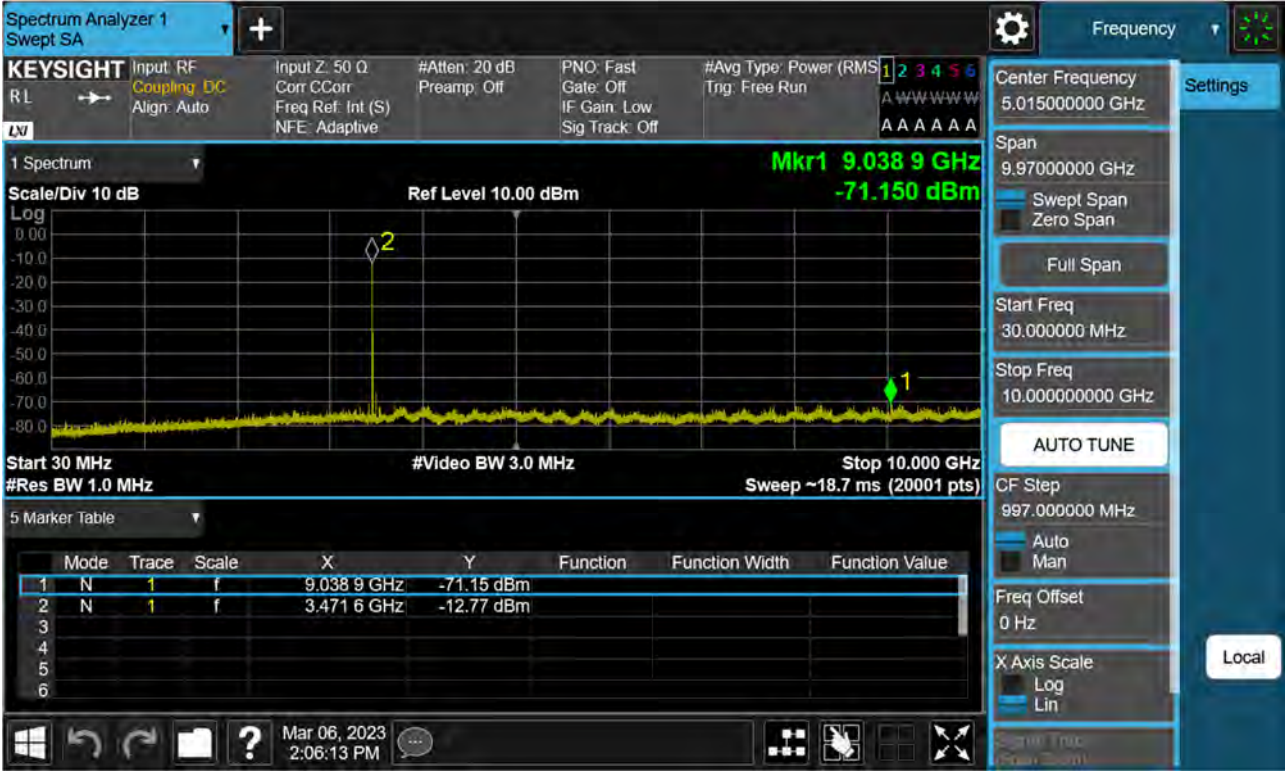 Spectrum Analyzer 1
Swept SA
+
Frequency
KEYSIGHT
R L
LXI
Input: RF
Coupling: DC
Align: Auto
Input Z: 50 Ω
Corr CCorr
Freq Ref: Int (S)
NFE: Adaptive
#Atten: 20 dB
Preamp: Off
PNO: Fast
Gate: Off
IF Gain: Low
Sig Track: Off
#Avg Type: Power (RMS
Trig: Free Run
1 2 3 4 5 6
A W W W W W
A A A A A A
1 Spectrum
Mkr1 9.038 9 GHz
-71.150 dBm
Scale/Div 10 dB
Ref Level 10.00 dBm
Log
0.00
-10.0
-20.0
-30.0
-40.0
-50.0
-60.0
-70.0
-80.0
2
1
Start 30 MHz
#Video BW 3.0 MHz
Stop 10.000 GHz
#Res BW 1.0 MHz
Sweep ~18.7 ms (20001 pts)
5 Marker Table
Mode Trace Scale X Y Function Function Width Function Value
1 N 1 f 9.038 9 GHz -71.15 dBm
2 N 1 f 3.471 6 GHz -12.77 dBm
3
4
5
6
Mar 06, 2023
2:06:13 PM
?
Center Frequency
5.015000000 GHz
Span
9.97000000 GHz
Swept Span
Zero Span
Full Span
Start Freq
30.000000 MHz
Stop Freq
10.000000000 GHz
AUTO TUNE
CF Step
997.000000 MHz
Auto
Man
Freq Offset
0 Hz
X Axis Scale
Log
Lin
Settings
Local